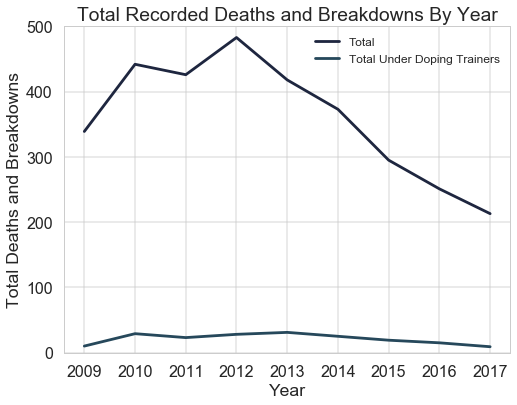 Total Recorded Deaths and Breakdowns By Year
Total
Total Under Doping Trainers
Total Deaths and Breakdowns
500
400
300
200
100
0
2009 2010 2011 2012 2013 2014 2015 2016 2017
Year